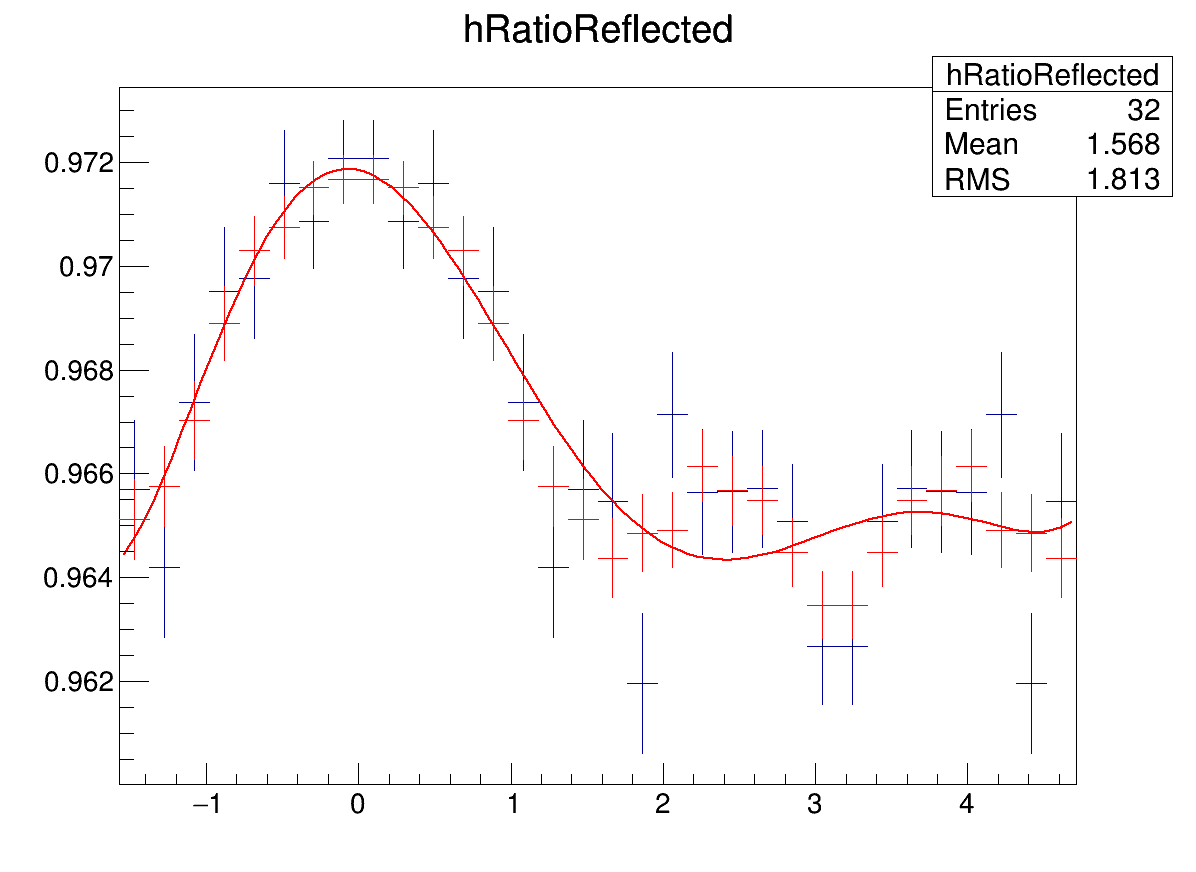 hRatioReflected
hRatioReflected
Entries 32
Mean 1.568
RMS 1.813
0.972
0.97
0.968
0.966
0.964
0.962
−1 0 1 2 3 4